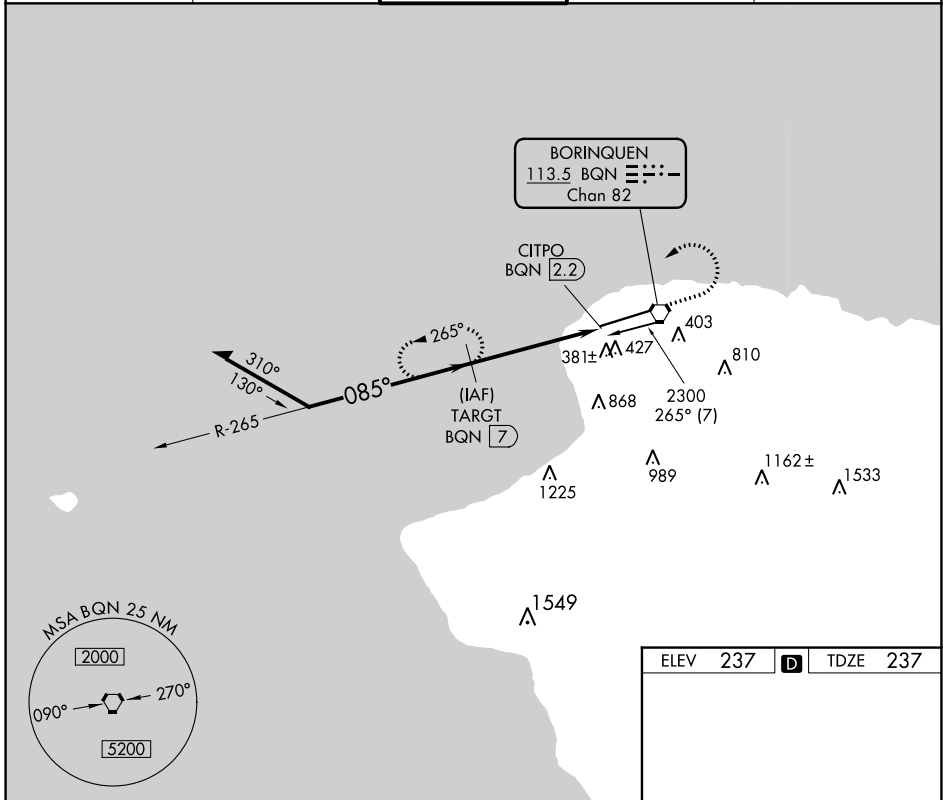 BORINQUEN
113.5 BQN
Chan 82
CITPO
BQN 2.2
403
265°
381± 427
810
310°
130°
085°
(IAF)
TARGT
BQN 7
2300
265° (7)
868
R-265
989
1162±
1533
1225
1549
MSA BQN 25 NM
2000
270°
090°
5200
ELEV 237 D TDZE 237